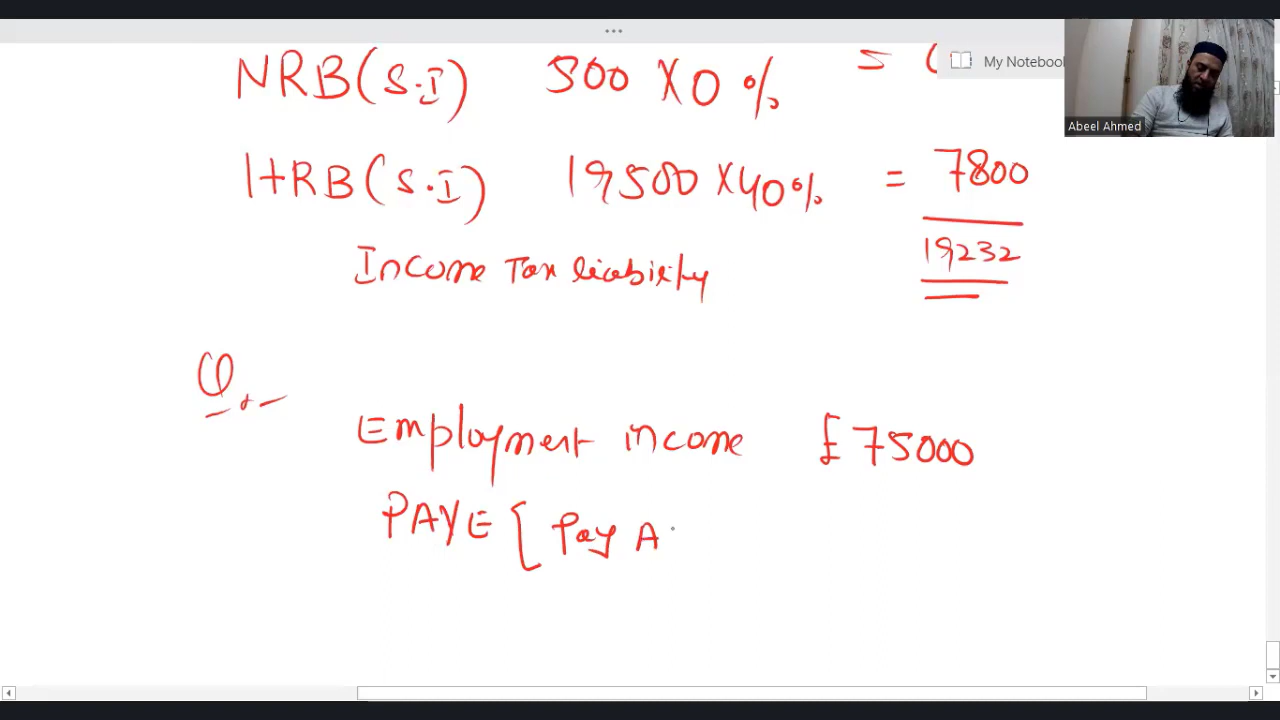 NRB(S.I) 500 X 0 % = (
My Notebook
Abeel Ahmed
HRB(S.I) 19500 X 40% = 7800
Income Tax liability 19232
Q
Employment income £75000
PAYE [ Pay A